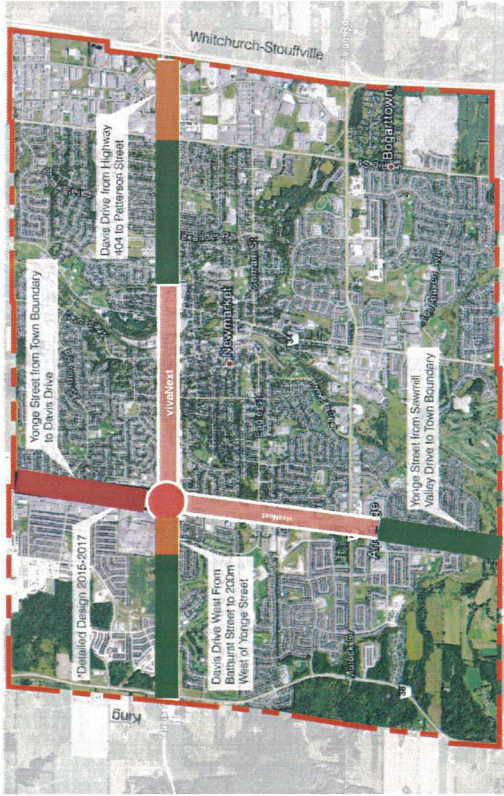 Whitchurch-Stouffville
Davis Drive from Highway
404 to Patterson Street
Bogarttown
Yonge Street from Town Boundary
to Davis Drive
vivaNext
Newmarket
*Detailed Design 2015-2017
vivaNext
Yonge Street from Sawmill
Valley Drive to Town Boundary
Davis Drive West From
Bathurst Street to 200m
West of Yonge Street
King